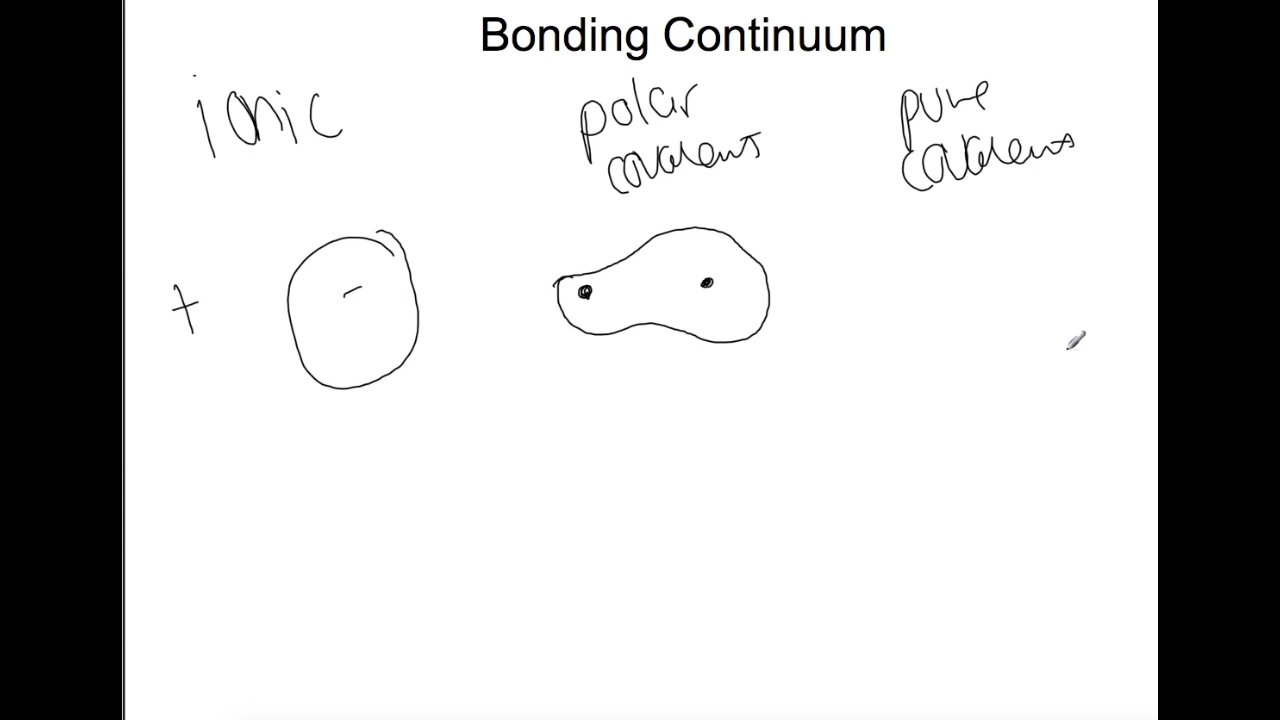 Bonding Continuum
ionic
polar
covalent
pure
covalent
+
-